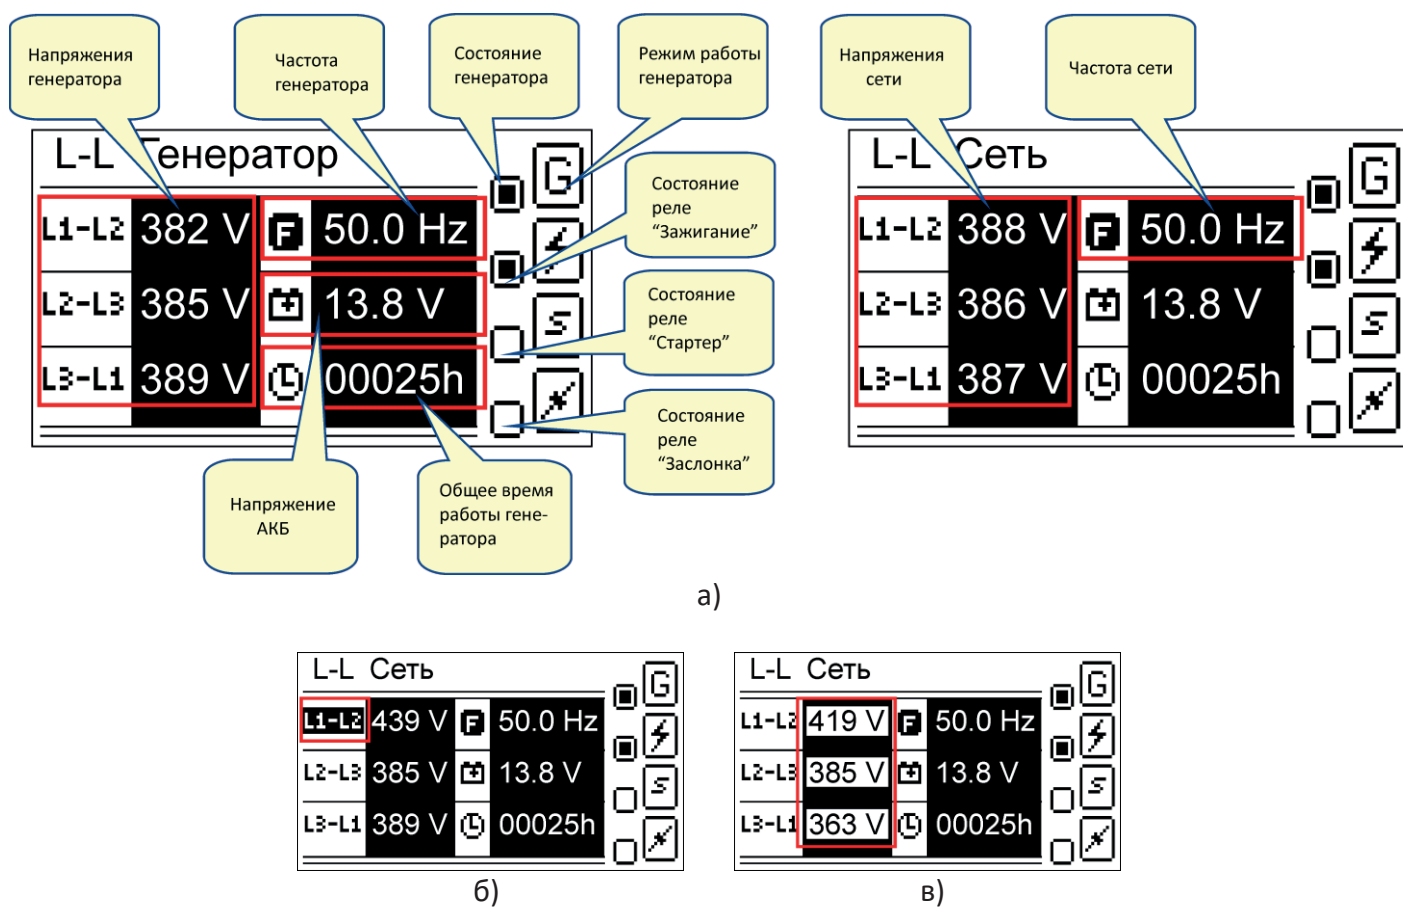 Напряжения
генератора
Частота
генератора
Состояние
генератора
Режим работы
генератора
Напряжения
сети
Частота сети
L-L Генератор
G
L1-L2 382 V F 50.0 Hz
L2-L3 385 V 13.8 V
S
L3-L1 389 V 00025h
Состояние
реле
“Зажигание”
Состояние
реле
“Стартер”
Состояние
реле
“Заслонка”
Напряжение
АКБ
Общее время
работы гене-
ратора
L-L Сеть
G
L1-L2 388 V F 50.0 Hz
L2-L3 386 V 13.8 V
S
L3-L1 387 V 00025h
а)
L-L Сеть
G
L1-L2 439 V F 50.0 Hz
L2-L3 385 V 13.8 V
S
L3-L1 389 V 00025h
б)
L-L Сеть
G
L1-L2 419 V F 50.0 Hz
L2-L3 385 V 13.8 V
S
L3-L1 363 V 00025h
в)